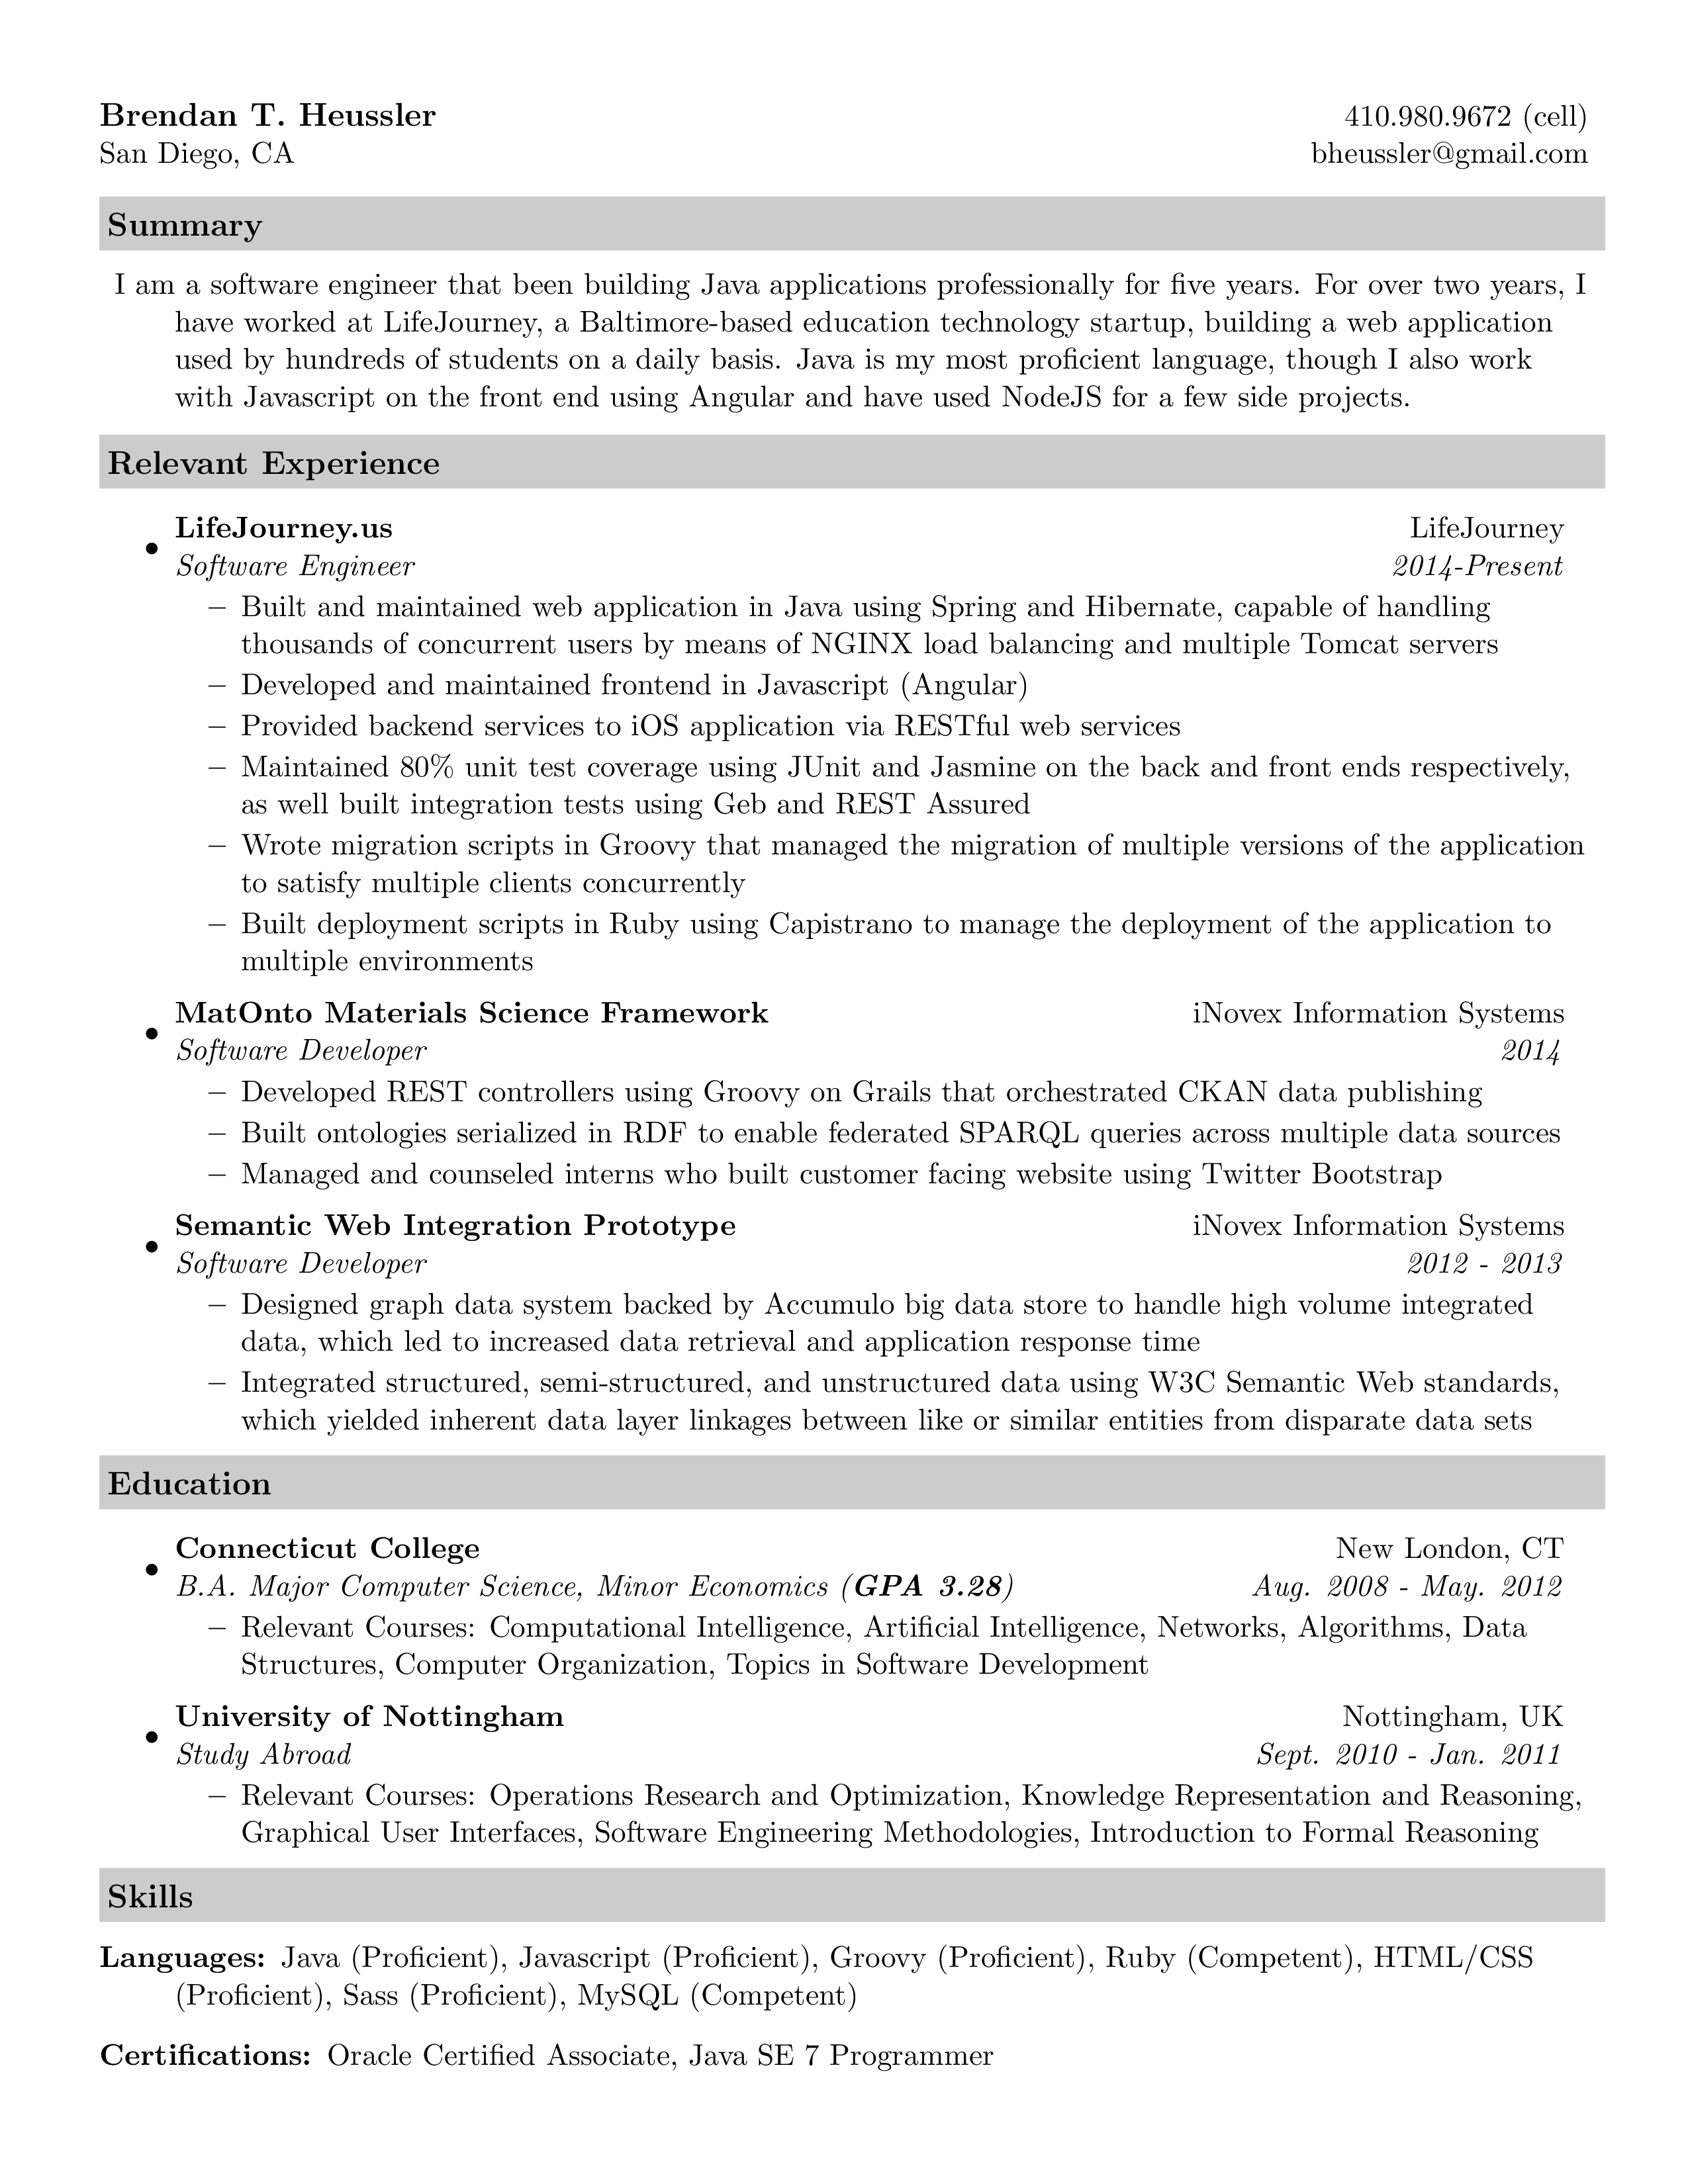 Brendan T. Heussler 410.980.9672 (cell)
San Diego, CA bheussler@gmail.com
Summary
I am a software engineer that been building Java applications professionally for five years. For over two years, I
have worked at LifeJourney, a Baltimore-based education technology startup, building a web application
used by hundreds of students on a daily basis. Java is my most proficient language, though I also work
with Javascript on the front end using Angular and have used NodeJS for a few side projects.
Relevant Experience
• LifeJourney.us LifeJourney
Software Engineer 2014-Present
– Built and maintained web application in Java using Spring and Hibernate, capable of handling
thousands of concurrent users by means of NGINX load balancing and multiple Tomcat servers
– Developed and maintained frontend in Javascript (Angular)
– Provided backend services to iOS application via RESTful web services
– Maintained 80% unit test coverage using JUnit and Jasmine on the back and front ends respectively,
as well built integration tests using Geb and REST Assured
– Wrote migration scripts in Groovy that managed the migration of multiple versions of the application
to satisfy multiple clients concurrently
– Built deployment scripts in Ruby using Capistrano to manage the deployment of the application to
multiple environments
• MatOnto Materials Science Framework iNovex Information Systems
Software Developer 2014
– Developed REST controllers using Groovy on Grails that orchestrated CKAN data publishing
– Built ontologies serialized in RDF to enable federated SPARQL queries across multiple data sources
– Managed and counseled interns who built customer facing website using Twitter Bootstrap
• Semantic Web Integration Prototype iNovex Information Systems
Software Developer 2012 - 2013
– Designed graph data system backed by Accumulo big data store to handle high volume integrated
data, which led to increased data retrieval and application response time
– Integrated structured, semi-structured, and unstructured data using W3C Semantic Web standards,
which yielded inherent data layer linkages between like or similar entities from disparate data sets
Education
• Connecticut College New London, CT
B.A. Major Computer Science, Minor Economics (GPA 3.28) Aug. 2008 - May. 2012
– Relevant Courses: Computational Intelligence, Artificial Intelligence, Networks, Algorithms, Data
Structures, Computer Organization, Topics in Software Development
• University of Nottingham Nottingham, UK
Study Abroad Sept. 2010 - Jan. 2011
– Relevant Courses: Operations Research and Optimization, Knowledge Representation and Reasoning,
Graphical User Interfaces, Software Engineering Methodologies, Introduction to Formal Reasoning
Skills
Languages: Java (Proficient), Javascript (Proficient), Groovy (Proficient), Ruby (Competent), HTML/CSS
(Proficient), Sass (Proficient), MySQL (Competent)
Certifications: Oracle Certified Associate, Java SE 7 Programmer